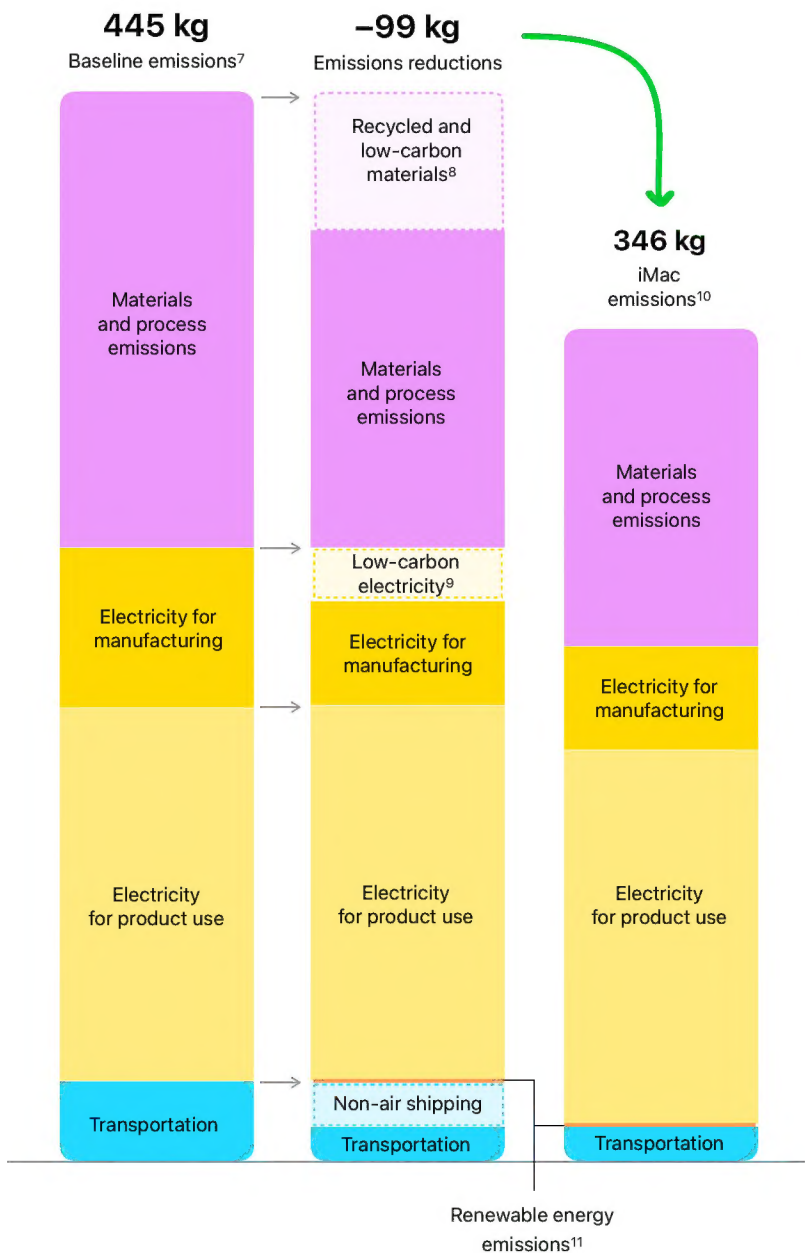 445 kg
Baseline emissions⁷
Materials
and process
emissions
Electricity for
manufacturing
Electricity
for product use
Transportation
–99 kg
Emissions reductions
Recycled and
low-carbon
materials⁸
Materials
and process
emissions
Low-carbon
electricity⁹
Electricity for
manufacturing
Electricity
for product use
Non-air shipping
Transportation
346 kg
iMac
emissions¹⁰
Materials
and process
emissions
Electricity for
manufacturing
Electricity
for product use
Transportation
Renewable energy
emissions¹¹